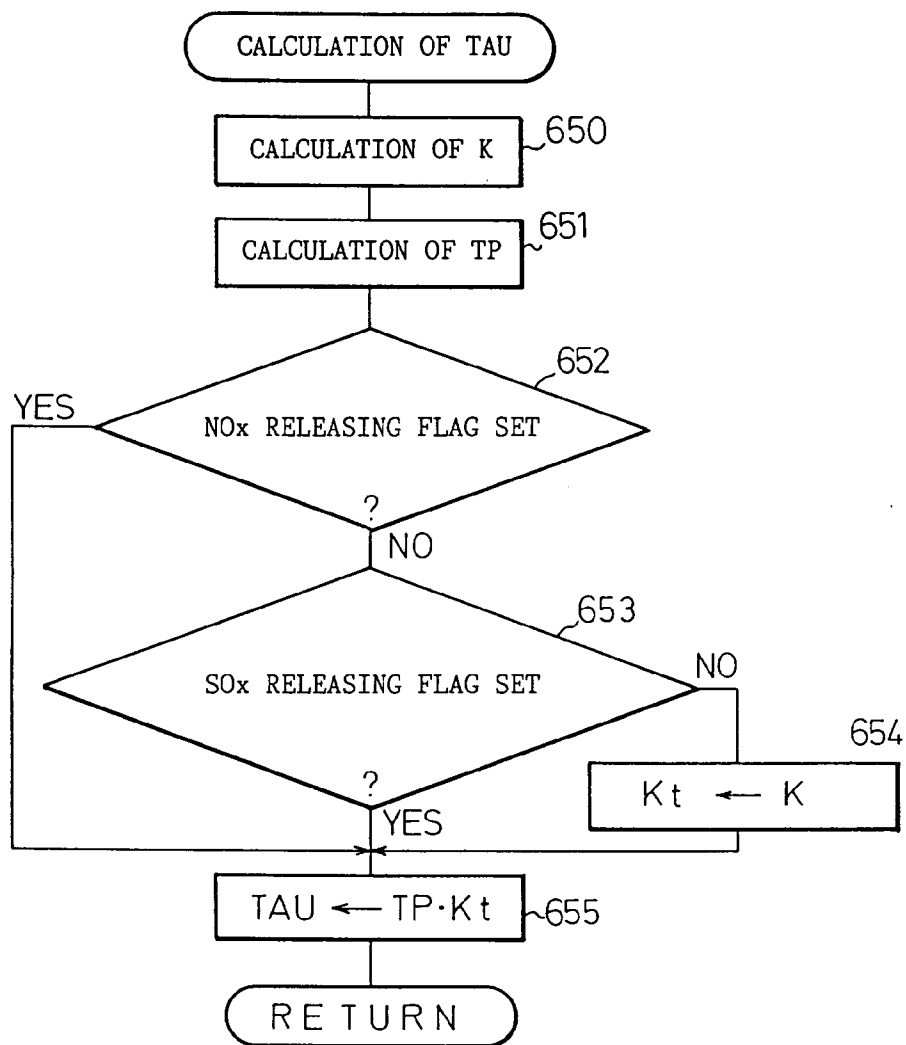 CALCULATION OF TAU
650
CALCULATION OF K
651
CALCULATION OF TP
652
YES
NOx RELEASING FLAG SET
?
NO
653
NO
SOx RELEASING FLAG SET
654
?
Kt ← K
YES
TAU ← TP·Kt
655
RETURN